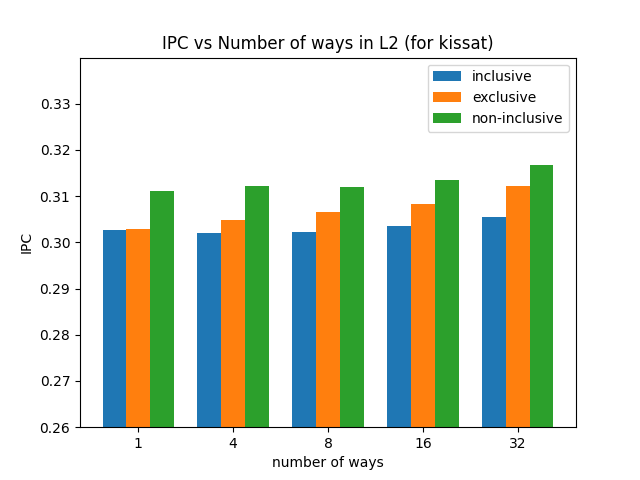 IPC vs Number of ways in L2 (for kissat)
inclusive
exclusive
non-inclusive
0.33
0.32
0.31
0.30
0.29
0.28
0.27
0.26
IPC
1 4 8 16 32
number of ways